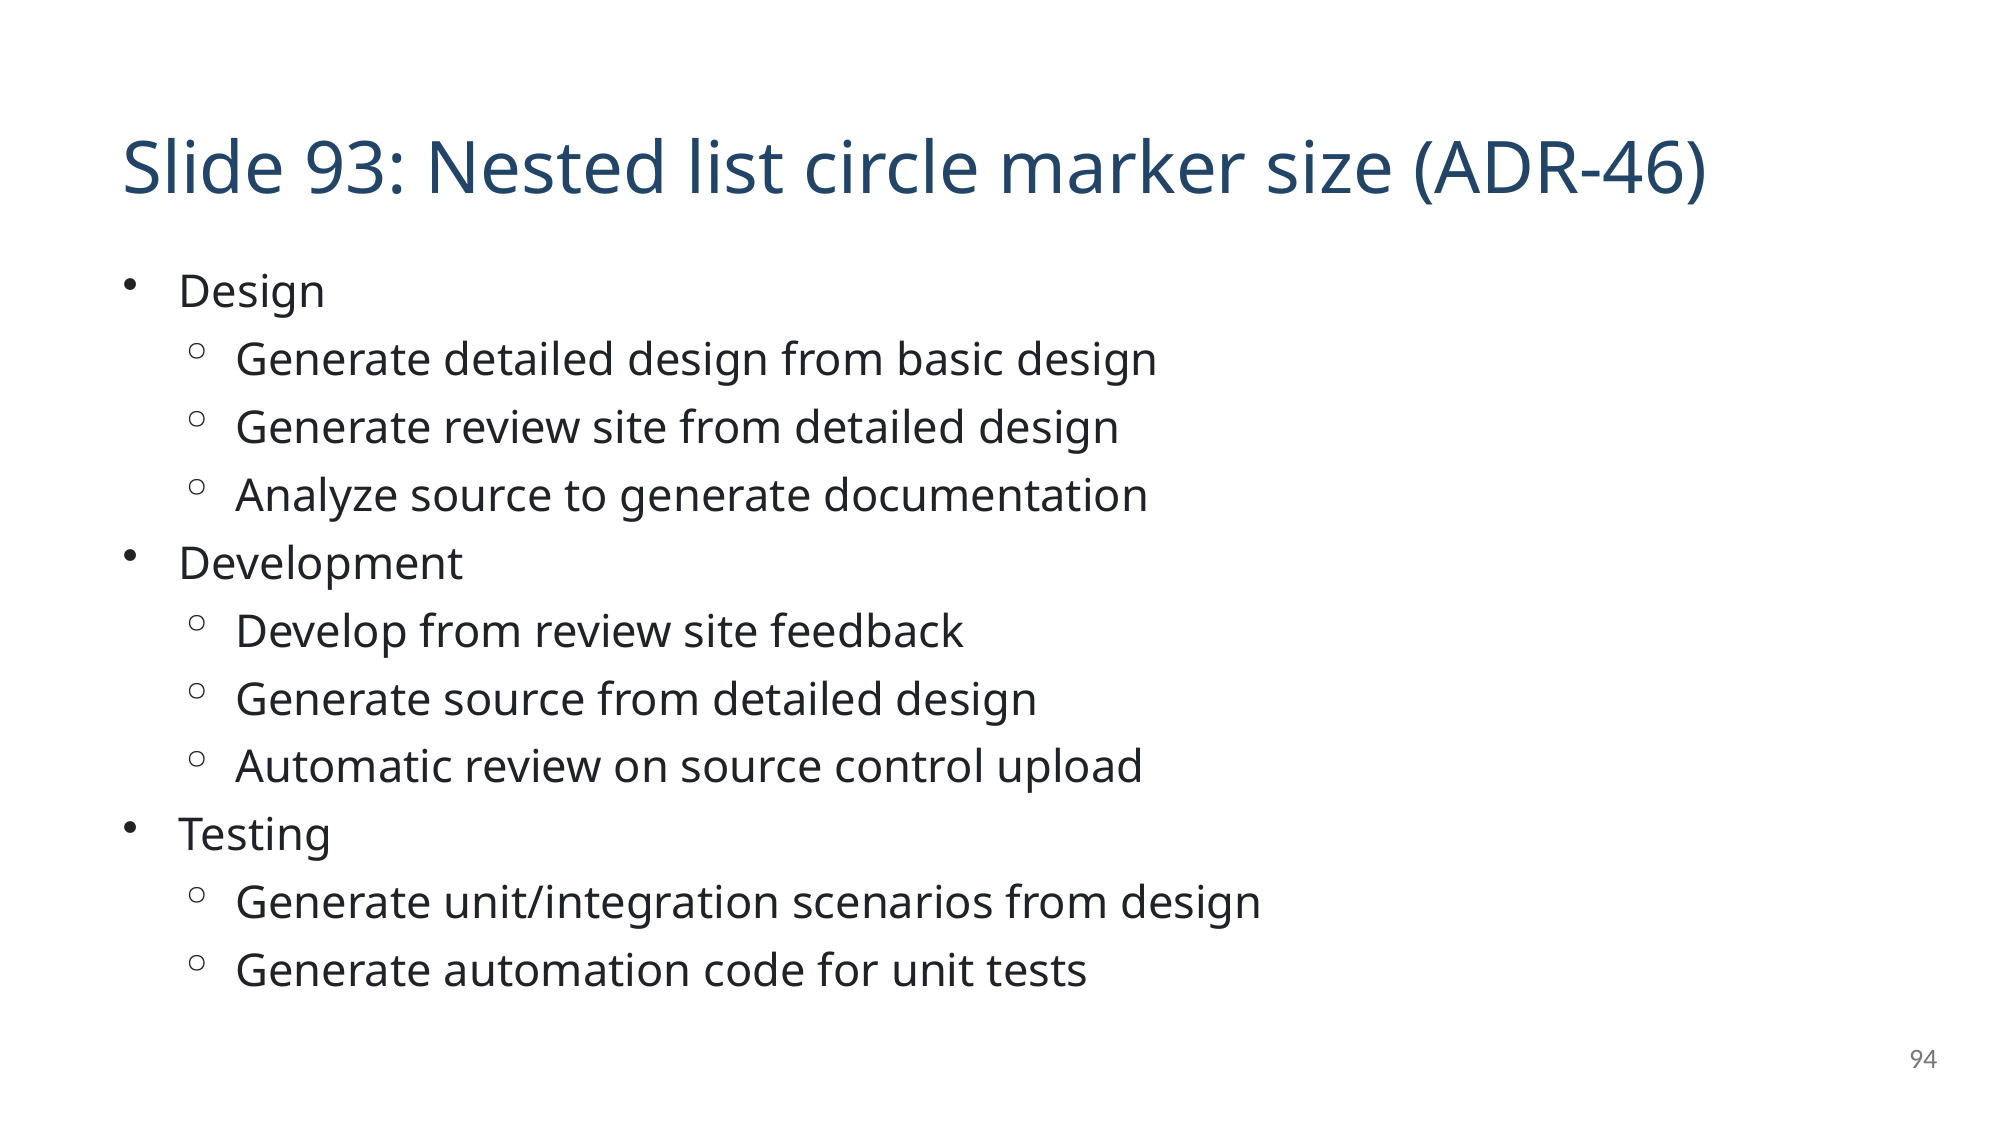 Slide 93: Nested list circle marker size (ADR-46)
• Design
○ Generate detailed design from basic design
○ Generate review site from detailed design
○ Analyze source to generate documentation
• Development
○ Develop from review site feedback
○ Generate source from detailed design
○ Automatic review on source control upload
• Testing
○ Generate unit/integration scenarios from design
○ Generate automation code for unit tests
94